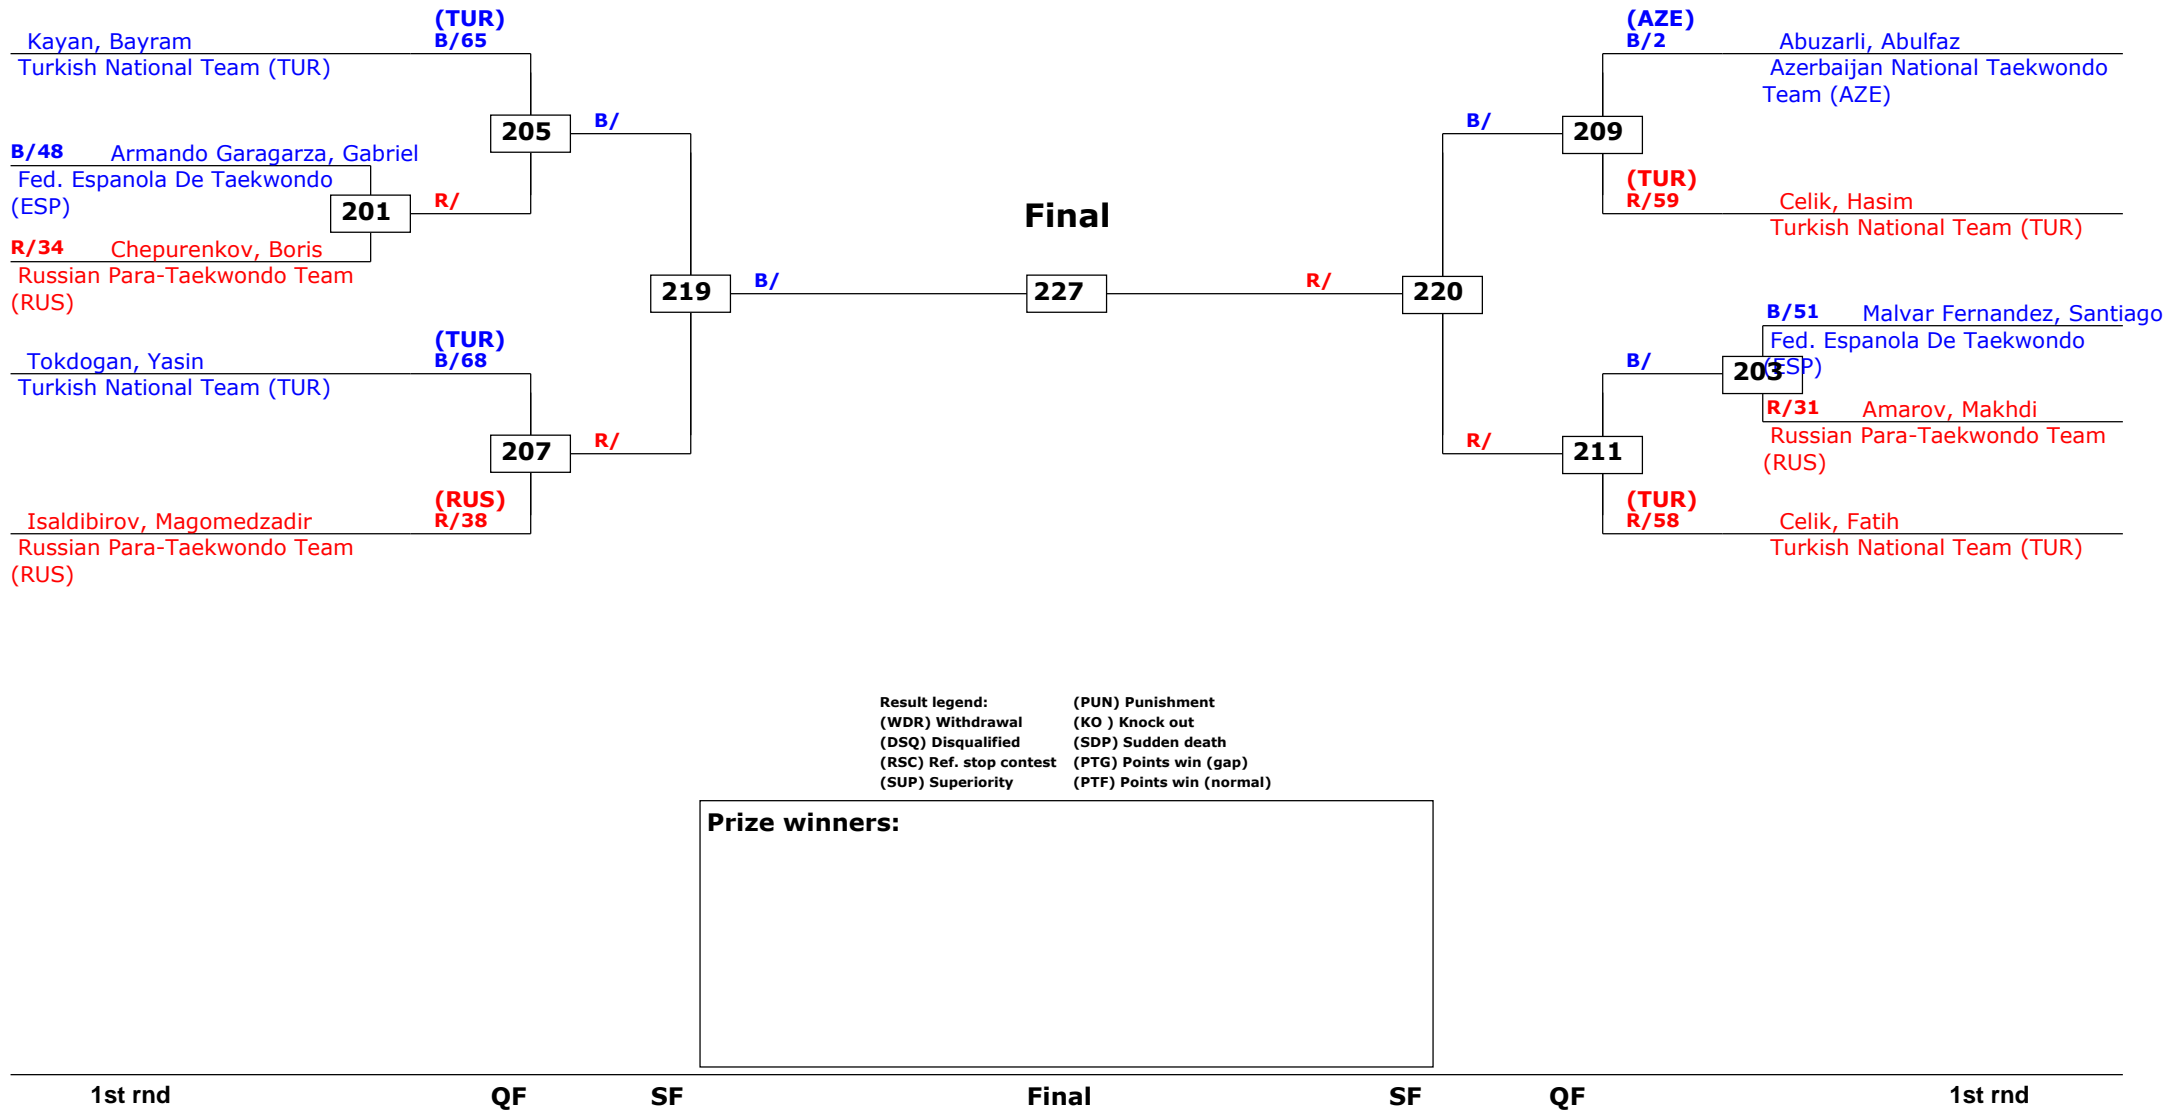 (TUR)
Kayan, Bayram B/65
Turkish National Team (TUR)
205 B/
B/48 Armando Garagarza, Gabriel
Fed. Espanola De Taekwondo
(ESP)
201 R/
R/34 Chepurenkov, Boris
Russian Para-Taekwondo Team
(RUS)
219 B/
(TUR)
Tokdogan, Yasin B/68
Turkish National Team (TUR)
207 R/
(RUS)
Isaldibirov, Magomedzadir R/38
Russian Para-Taekwondo Team
(RUS)
Final
227
(AZE)
B/2 Abuzarli, Abulfaz
Azerbaijan National Taekwondo
Team (AZE)
B/ 209
(TUR)
R/59 Celik, Hasim
Turkish National Team (TUR)
R/ 220
B/51 Malvar Fernandez, Santiago
Fed. Espanola De Taekwondo
(ESP)
B/ 203
R/31 Amarov, Makhdi
Russian Para-Taekwondo Team
(RUS)
R/ 211
(TUR)
R/58 Celik, Fatih
Turkish National Team (TUR)
Result legend: (PUN) Punishment
(WDR) Withdrawal (KO ) Knock out
(DSQ) Disqualified (SDP) Sudden death
(RSC) Ref. stop contest (PTG) Points win (gap)
(SUP) Superiority (PTF) Points win (normal)
Prize winners:
1st rnd QF SF Final SF QF 1st rnd